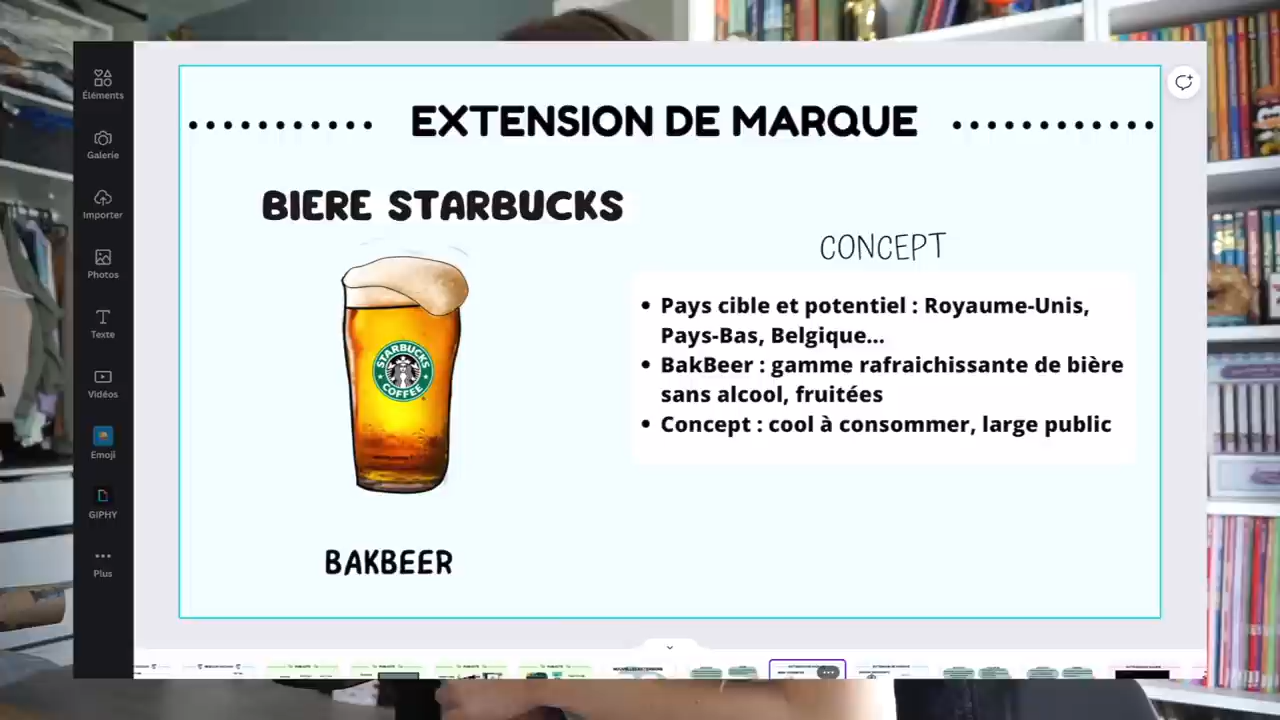 EXTENSION DE MARQUE
BIERE STARBUCKS
CONCEPT
• Pays cible et potentiel : Royaume-Unis,
Pays-Bas, Belgique...
• BakBeer : gamme rafraichissante de bière
sans alcool, fruitées
• Concept : cool à consommer, large public
STARBUCKS
COFFEE
BAKBEER
Éléments
Galerie
Importer
Photos
Texte
Vidéos
Emoji
GIPHY
Plus